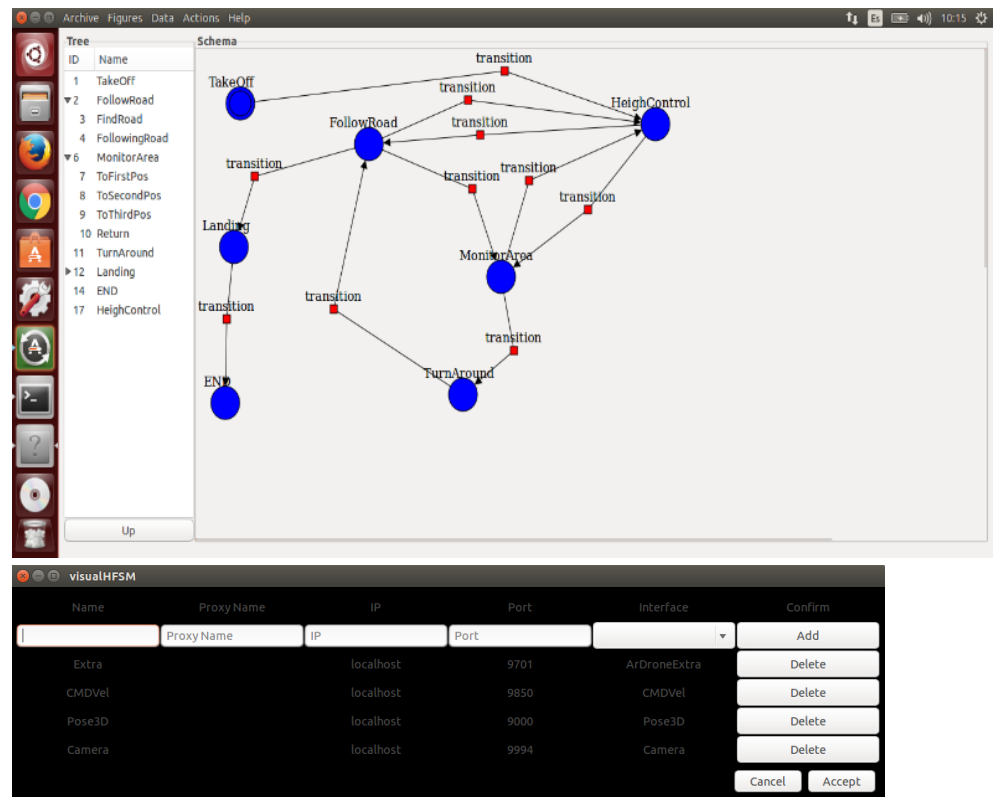 Archive Figures Data Actions Help Es 10:15
Tree
ID Name
1 TakeOff
2 FollowRoad
3 FindRoad
4 FollowingRoad
6 MonitorArea
7 ToFirstPos
8 ToSecondPos
9 ToThirdPos
10 Return
11 TurnAround
12 Landing
14 END
17 HeighControl
Up
Schema
transition
TakeOff
transition
HeighControl
FollowRoad
transition
transition
transition
transition
transition
Landing
MonitorArea
transition
transition
transition
TurnAround
END
visualHFSM
Name Proxy Name IP Port Interface Confirm
Proxy Name IP Port Add
Extra localhost 9701 ArDroneExtra Delete
CMDVel localhost 9850 CMDVel Delete
Pose3D localhost 9000 Pose3D Delete
Camera localhost 9994 Camera Delete
Cancel Accept